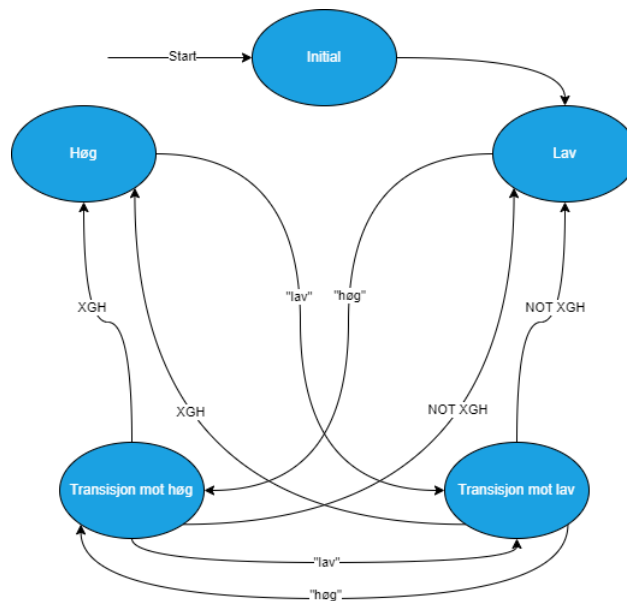 Start
Initial
Høg
Lav
"lav"
"høg"
XGH
NOT XGH
XGH
NOT XGH
Transisjon mot høg
Transisjon mot lav
"lav"
"høg"